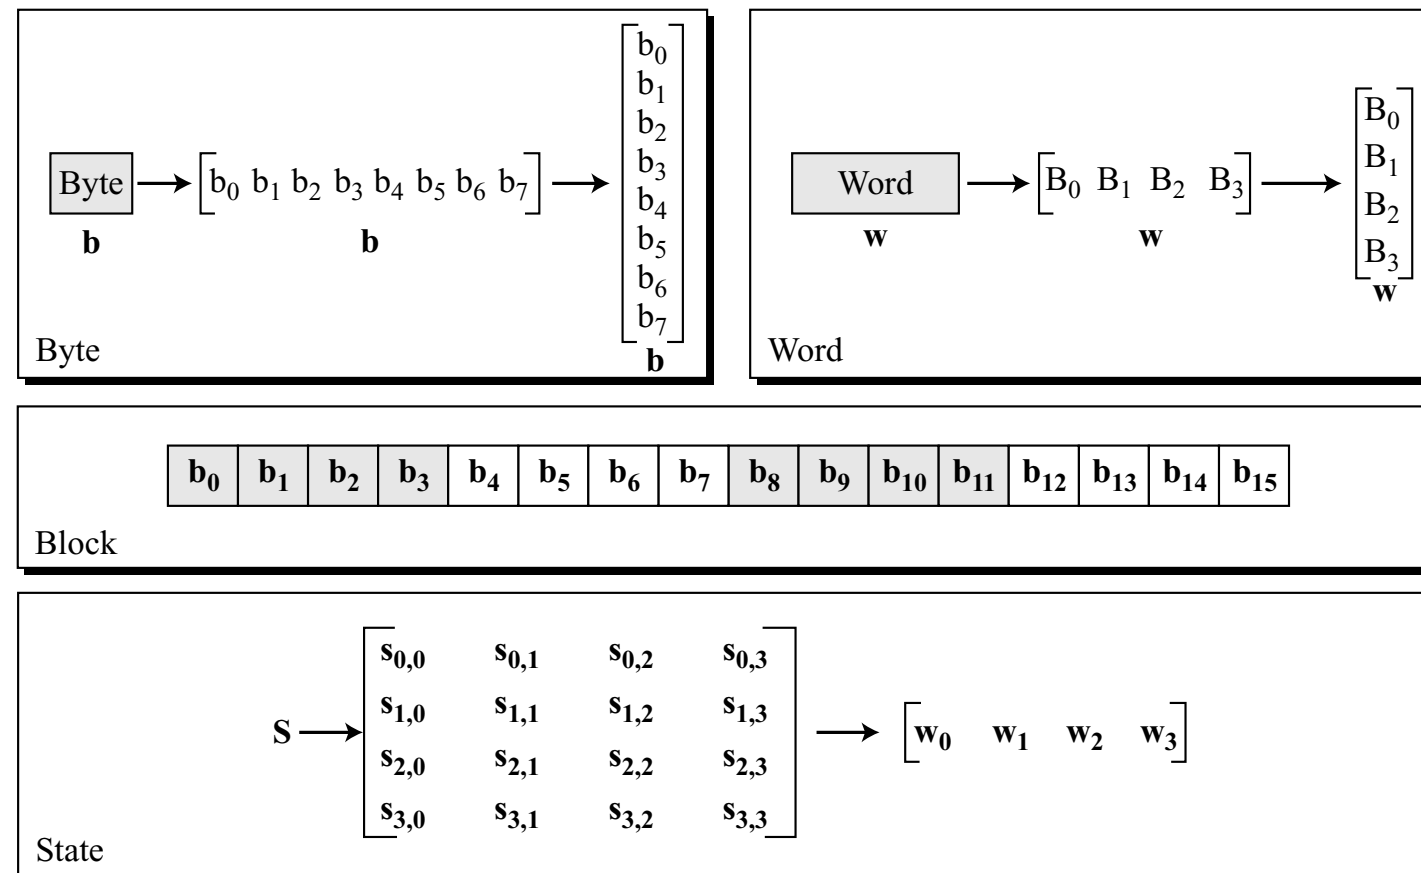 Byte b₀ b₁ b₂ b₃ b₄ b₅ b₆ b₇
b b
b₀
b₁
b₂
b₃
b₄
b₅
b₆
b₇
b
Byte
Word B₀ B₁ B₂ B₃
w w
B₀
B₁
B₂
B₃
w
Word
b₀ b₁ b₂ b₃ b₄ b₅ b₆ b₇ b₈ b₉ b₁₀ b₁₁ b₁₂ b₁₃ b₁₄ b₁₅
Block
S
s₀,₀ s₀,₁ s₀,₂ s₀,₃
s₁,₀ s₁,₁ s₁,₂ s₁,₃
s₂,₀ s₂,₁ s₂,₂ s₂,₃
s₃,₀ s₃,₁ s₃,₂ s₃,₃
w₀ w₁ w₂ w₃
State